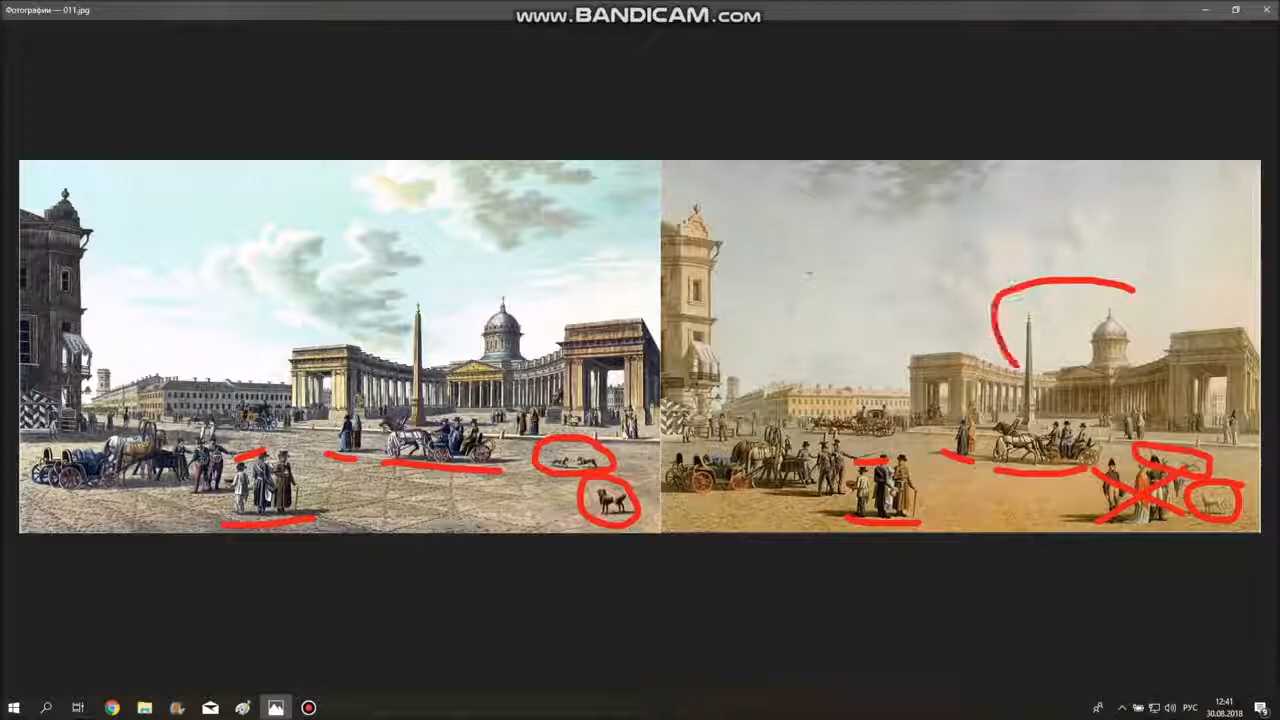 Фотографии — 011.jpg
www.BANDICAM.com
РУС
12:41
30.08.2018